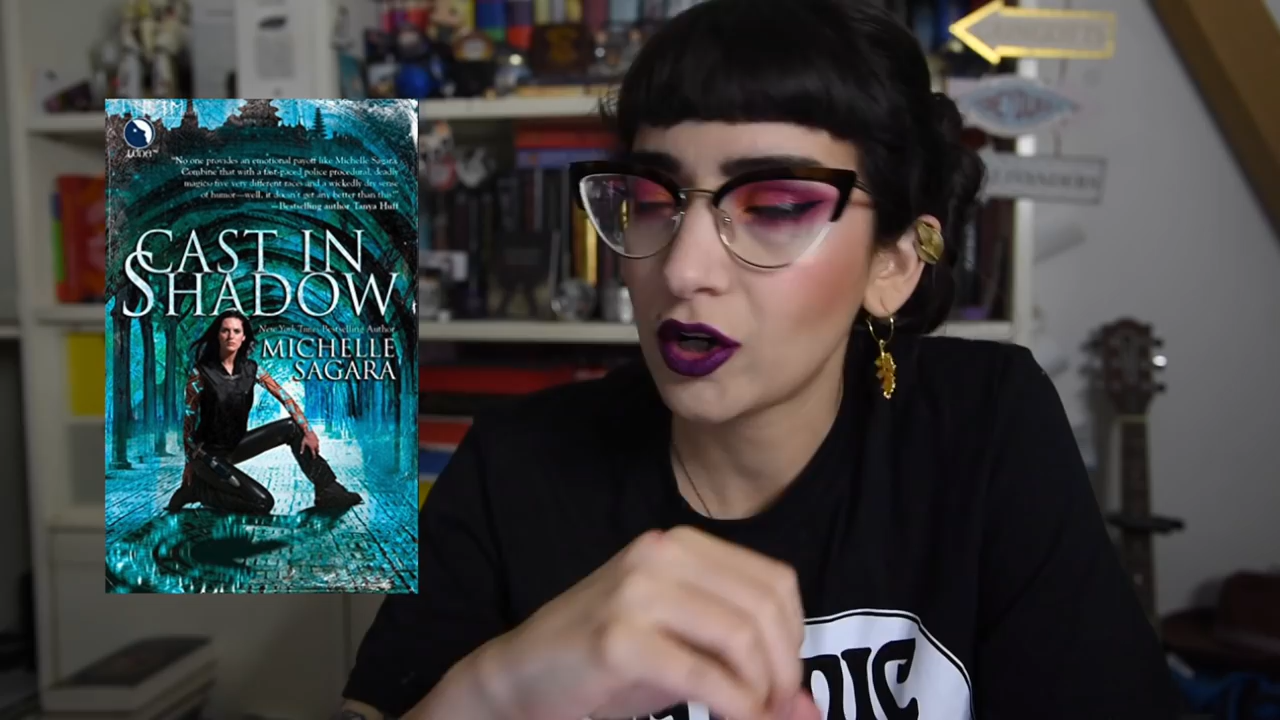 LUNA™
"No one provides an emotional payoff like Michelle Sagara.
Combine that with a fast-paced police procedural, deadly
magics, five very different races and a wickedly dry sense
of humor—well, it doesn't get any better than this."
—Bestselling author Tanya Huff
CAST IN
SHADOW
New York Times Bestselling Author
MICHELLE
SAGARA